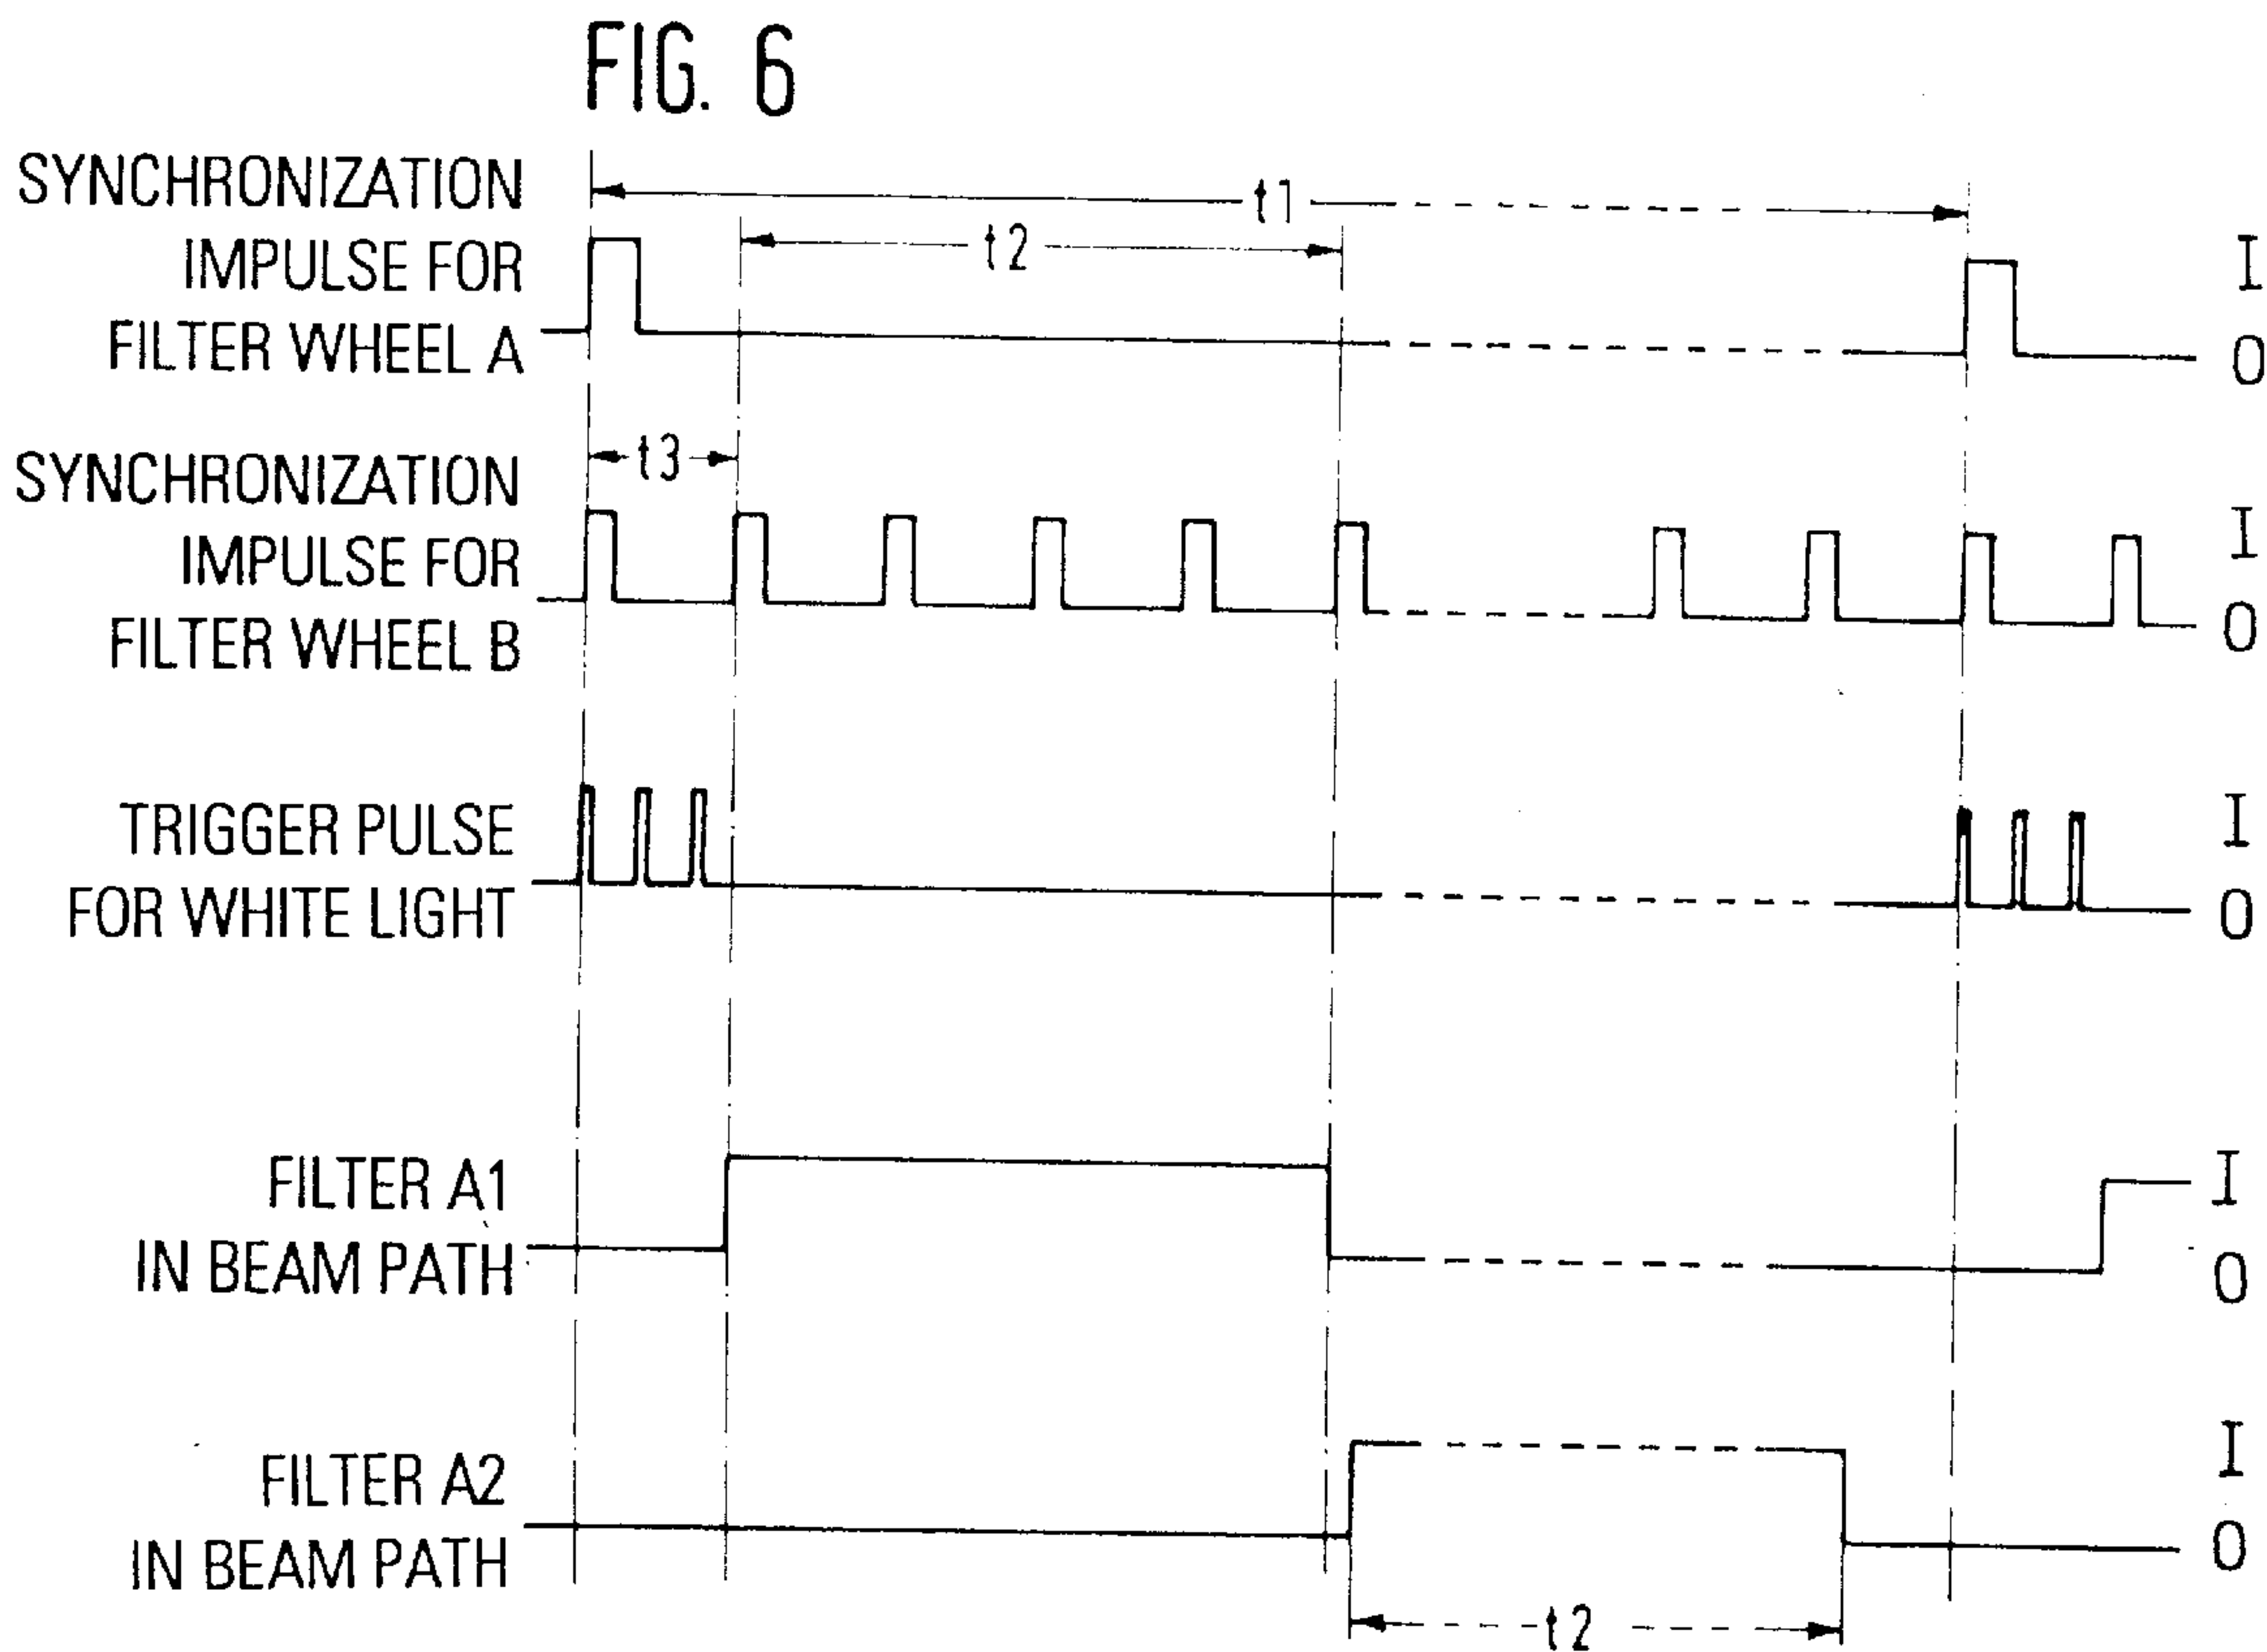 FIG. 6
SYNCHRONIZATION
IMPULSE FOR
FILTER WHEEL A
t1
t2
I
O
t3
SYNCHRONIZATION
IMPULSE FOR
FILTER WHEEL B
I
O
TRIGGER PULSE
FOR WHITE LIGHT
I
O
FILTER A1
IN BEAM PATH
I
O
FILTER A2
IN BEAM PATH
I
O
t2